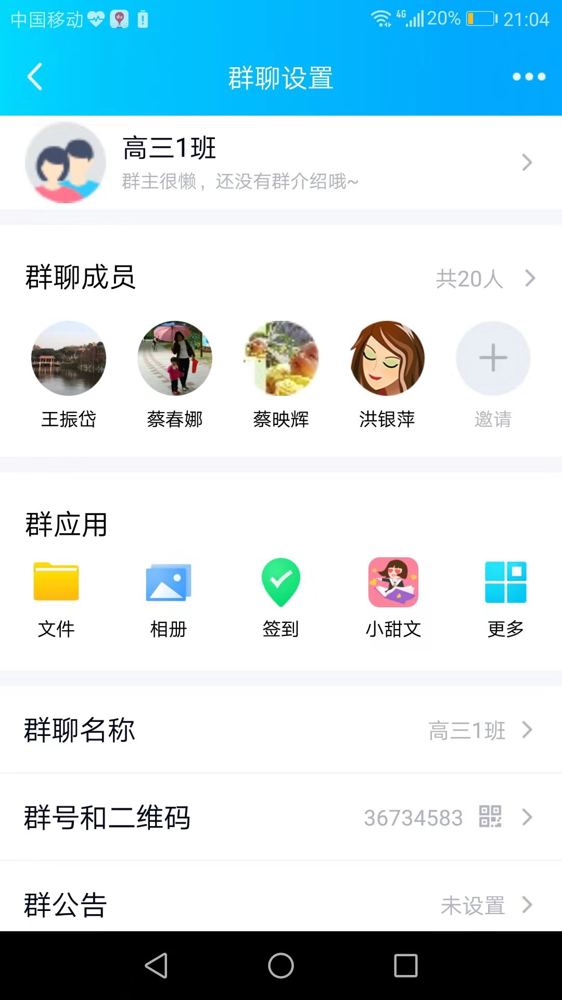 中国移动 4G 20% 21:04
群聊设置
高三1班
群主很懒，还没有群介绍哦~
群聊成员 共20人
王振岱 蔡春娜 蔡映辉 洪银萍 邀请
群应用
文件 相册 签到 小甜文 更多
群聊名称 高三1班
群号和二维码 36734583
群公告 未设置